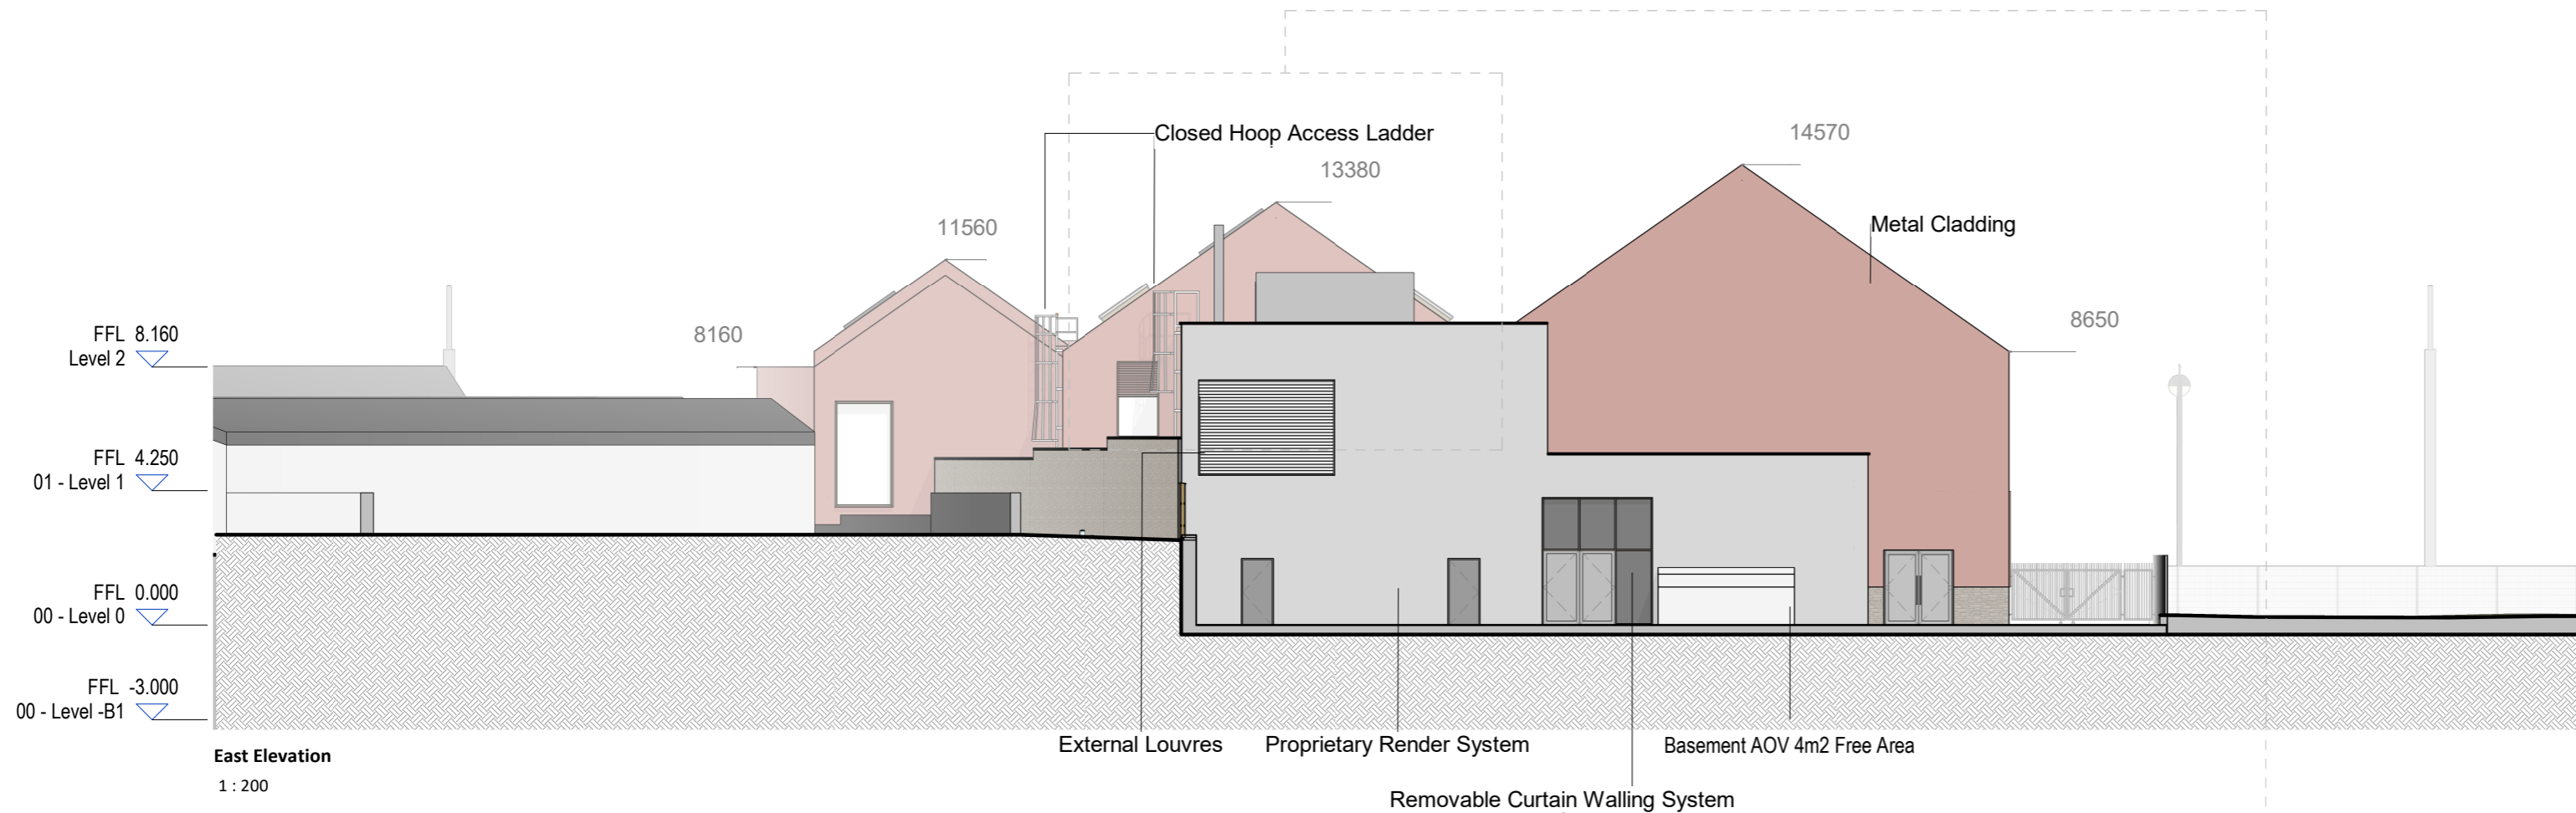 Closed Hoop Access Ladder
14570
13380
11560
Metal Cladding
8160
8650
FFL 8.160
Level 2
FFL 4.250
01 - Level 1
FFL 0.000
00 - Level 0
FFL -3.000
00 - Level -B1
External Louvres
Proprietary Render System
Basement AOV 4m2 Free Area
Removable Curtain Walling System
East Elevation
1 : 200